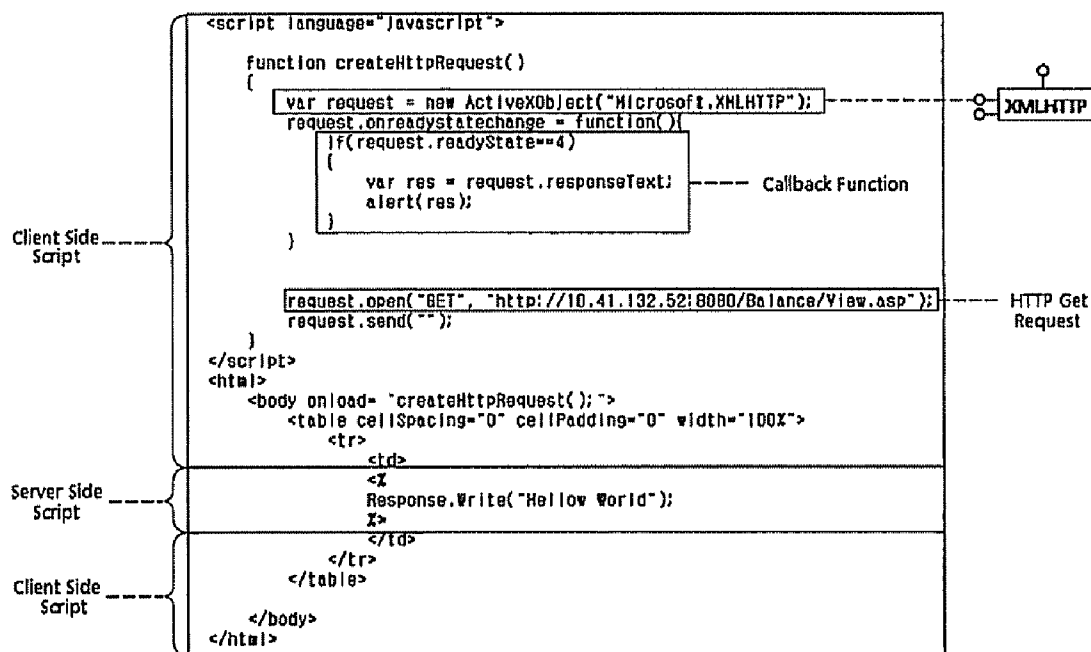 <script language="javascript">
function createHttpRequest()
{
var request = new ActiveXObject("Microsoft.XMLHTTP");
XMLHTTP
request.onreadystatechange = function(){
if(request.readyState==4)
{
var res = request.responseText;
Callback Function
alert(res);
}
}
Client Side
Script
request.open("GET", "http://10.41.132.52:8080/Balance/View.asp");
HTTP Get
Request
request.send("");
}
</script>
<html>
<body onload= "createHttpRequest();">
<table cellSpacing="0" cellPadding="0" width="100%">
<tr>
<td>
<%
Server Side
Script
Response.Write("Hellow World");
%>
</td>
</tr>
</table>
Client Side
Script
</body>
</html>